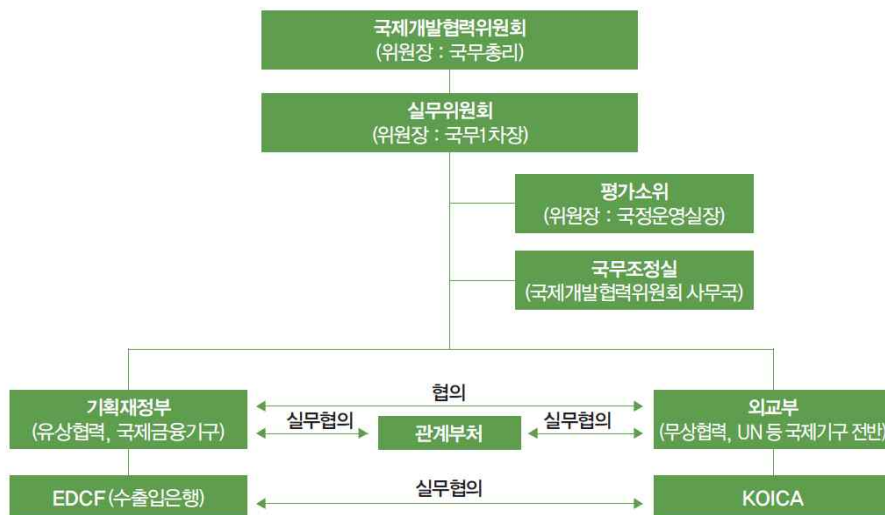 국제개발협력위원회
(위원장 : 국무총리)
실무위원회
(위원장 : 국무1차장)
평가소위
(위원장 : 국정운영실장)
국무조정실
(국제개발협력위원회 사무국)
협의
기획재정부
(유상협력, 국제금융기구)
실무협의
관계부처
실무협의
외교부
(무상협력, UN 등 국제기구 전반)
EDCF (수출입은행)
실무협의
KOICA